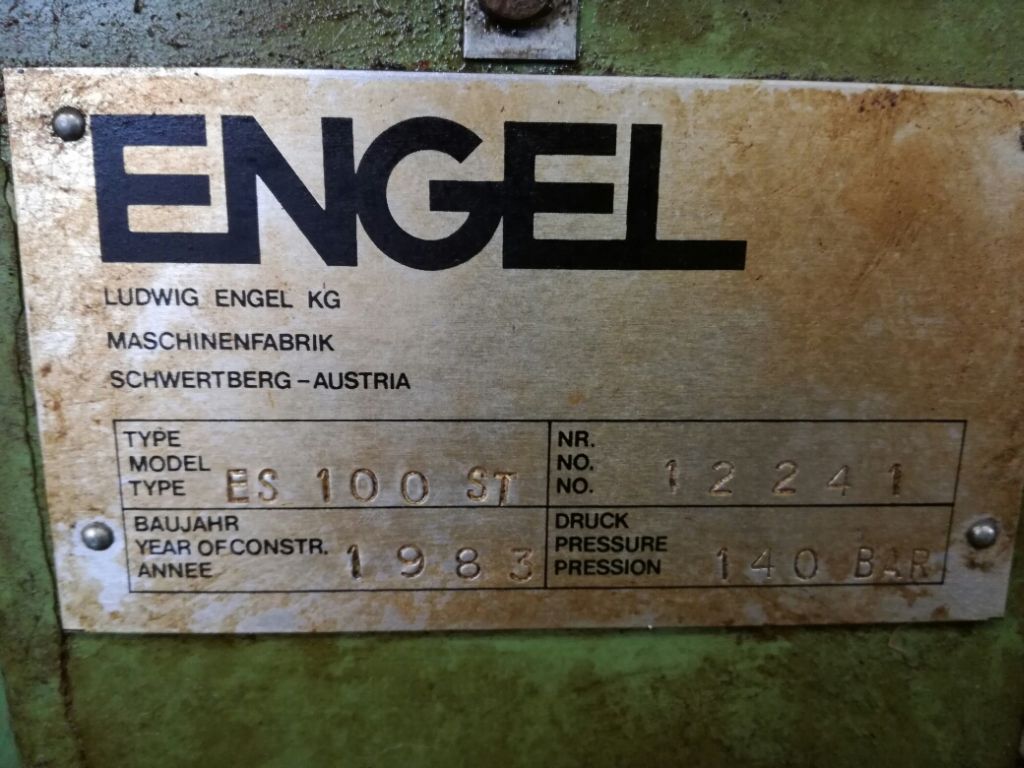 ENGEL
LUDWIG ENGEL KG
MASCHINENFABRIK
SCHWERTBERG – AUSTRIA
TYPE
MODEL
TYPE ES 100 ST
NR.
NO.
NO. 12241
BAUJAHR
YEAR OF CONSTR.
ANNEE 1983
DRUCK
PRESSURE
PRESSION 140 BAR